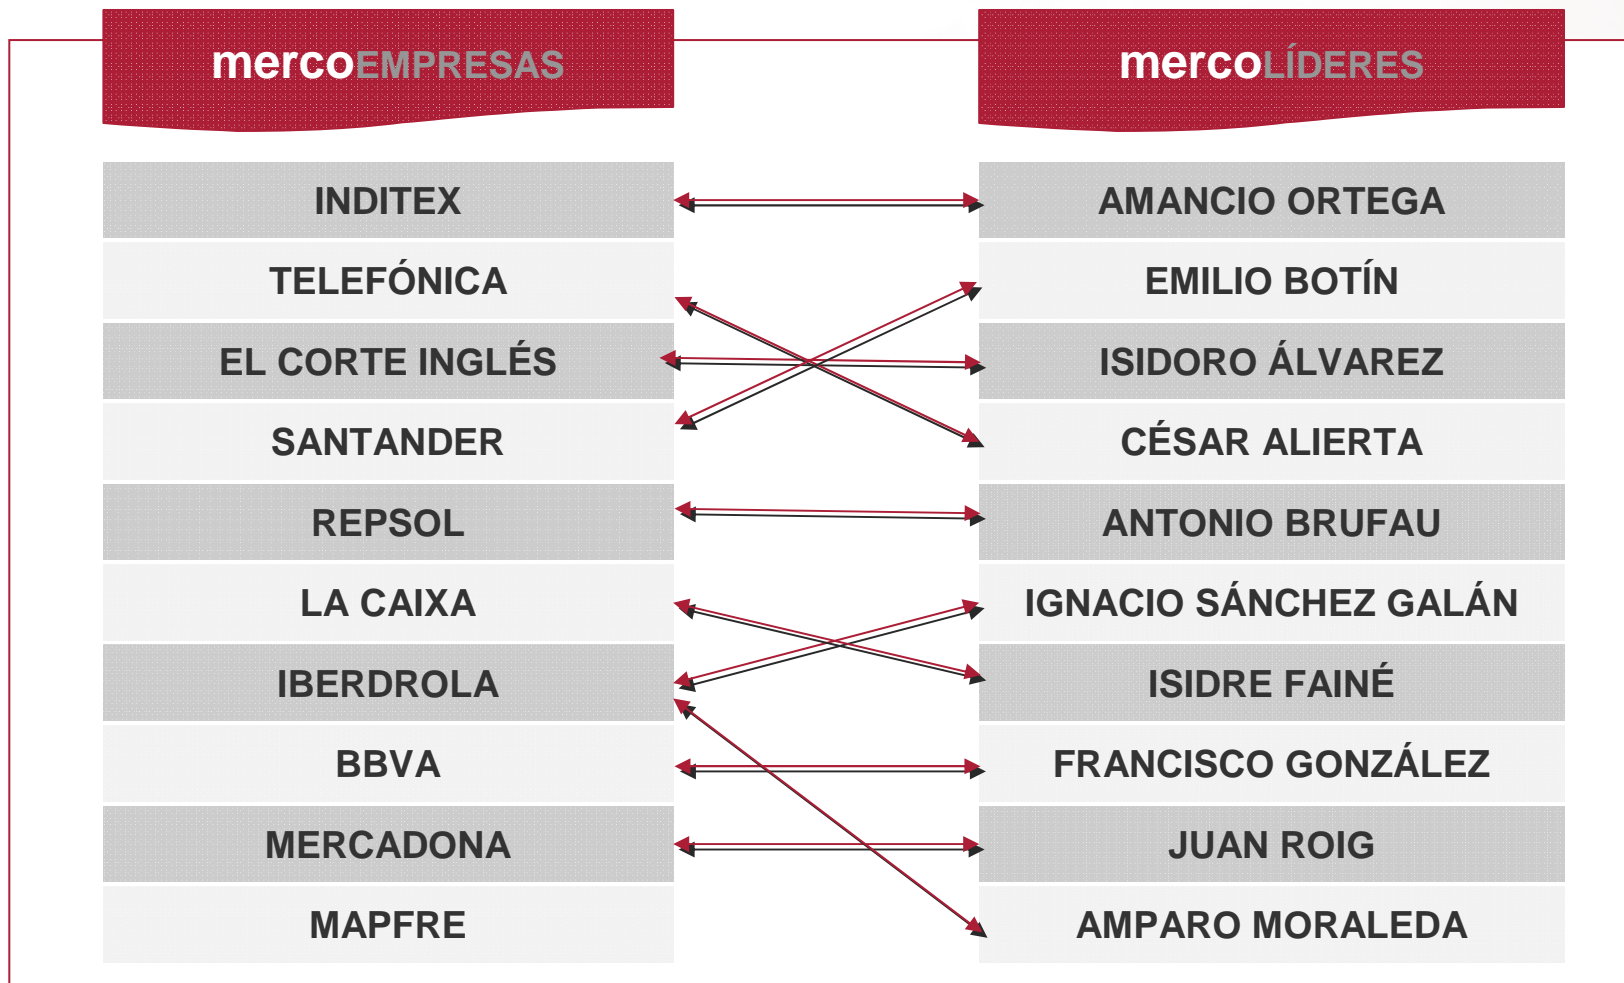 mercoEMPRESAS mercoLÍDERES
INDITEX AMANCIO ORTEGA
TELEFÓNICA EMILIO BOTÍN
EL CORTE INGLÉS ISIDORO ÁLVAREZ
SANTANDER CÉSAR ALIERTA
REPSOL ANTONIO BRUFAU
LA CAIXA IGNACIO SÁNCHEZ GALÁN
IBERDROLA ISIDRE FAINÉ
BBVA FRANCISCO GONZÁLEZ
MERCADONA JUAN ROIG
MAPFRE AMPARO MORALEDA